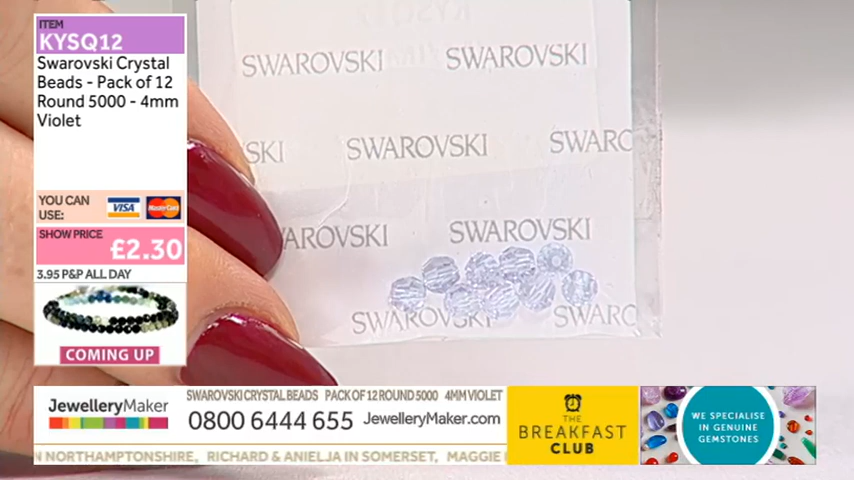 ITEM
KYSQ12
Swarovski Crystal
Beads - Pack of 12
Round 5000 - 4mm
Violet
YOU CAN
USE:
VISA
MasterCard
SHOW PRICE
£2.30
3.95 P&P ALL DAY
COMING UP
SWAROVSKI SWAROVSKI
SKI SWAROVSKI SWARO
WAROVSKI SWAROVSKI
SWAROVSKI SWARO
JewelleryMaker
SWAROVSKI CRYSTAL BEADS PACK OF 12 ROUND 5000 4MM VIOLET
0800 6444 655 JewelleryMaker.com
THE
BREAKFAST
CLUB
WE SPECIALISE
IN GENUINE
GEMSTONES
N NORTHAMPTONSHIRE, RICHARD & ANIELJA IN SOMERSET, MAGGIE